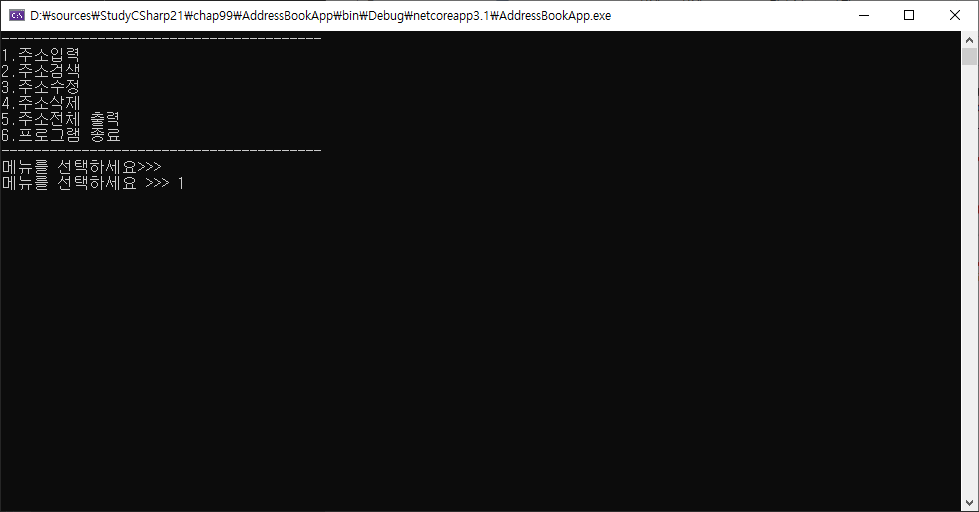 D:\sources\StudyCSharp21\chap99\AddressBookApp\bin\Debug\netcoreapp3.1\AddressBookApp.exe
----------------------------------------
1.주소입력
2.주소검색
3.주소수정
4.주소삭제
5.주소전체 출력
6.프로그램 종료
----------------------------------------
메뉴를 선택하세요>>>
메뉴를 선택하세요 >>> 1